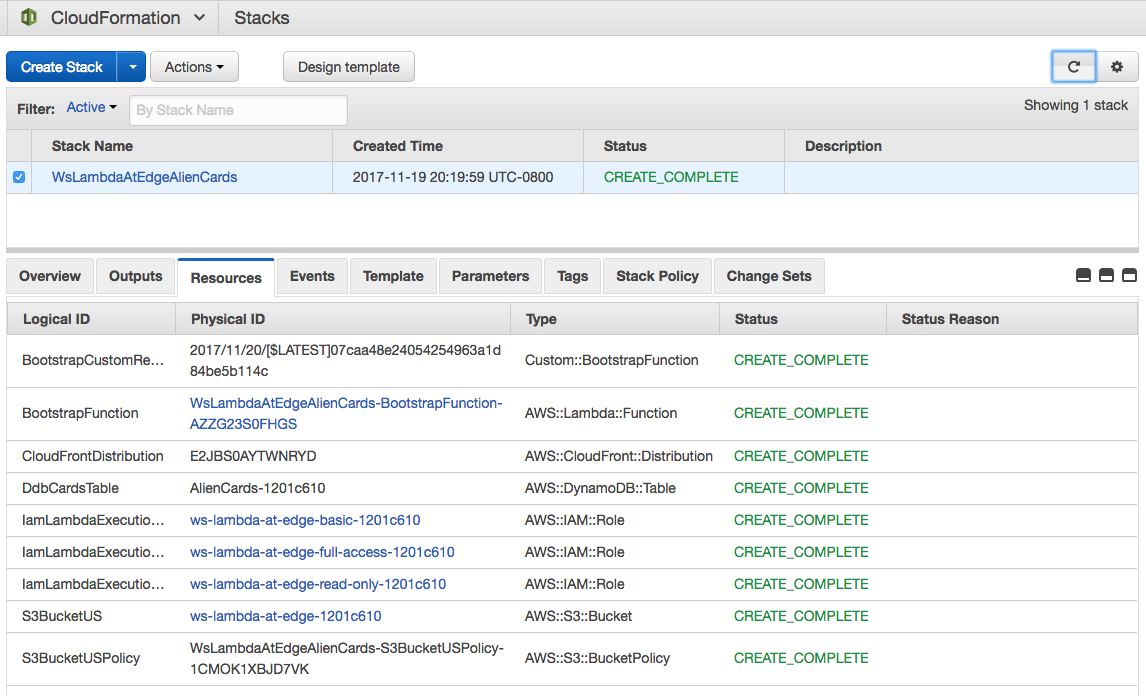 CloudFormation Stacks
Create Stack Actions Design template
Filter: Active By Stack Name Showing 1 stack
Stack Name Created Time Status Description
WsLambdaAtEdgeAlienCards 2017-11-19 20:19:59 UTC-0800 CREATE_COMPLETE
Overview Outputs Resources Events Template Parameters Tags Stack Policy Change Sets
Logical ID Physical ID Type Status Status Reason
BootstrapCustomRe… 2017/11/20/[$LATEST]07caa48e24054254963a1d
84be5b114c Custom::BootstrapFunction CREATE_COMPLETE
BootstrapFunction WsLambdaAtEdgeAlienCards-BootstrapFunction-
AZZG23S0FHGS AWS::Lambda::Function CREATE_COMPLETE
CloudFrontDistribution E2JBS0AYTWNRYD AWS::CloudFront::Distribution CREATE_COMPLETE
DdbCardsTable AlienCards-1201c610 AWS::DynamoDB::Table CREATE_COMPLETE
IamLambdaExecutio… ws-lambda-at-edge-basic-1201c610 AWS::IAM::Role CREATE_COMPLETE
IamLambdaExecutio… ws-lambda-at-edge-full-access-1201c610 AWS::IAM::Role CREATE_COMPLETE
IamLambdaExecutio… ws-lambda-at-edge-read-only-1201c610 AWS::IAM::Role CREATE_COMPLETE
S3BucketUS ws-lambda-at-edge-1201c610 AWS::S3::Bucket CREATE_COMPLETE
S3BucketUSPolicy WsLambdaAtEdgeAlienCards-S3BucketUSPolicy-
1CMOK1XBJD7VK AWS::S3::BucketPolicy CREATE_COMPLETE